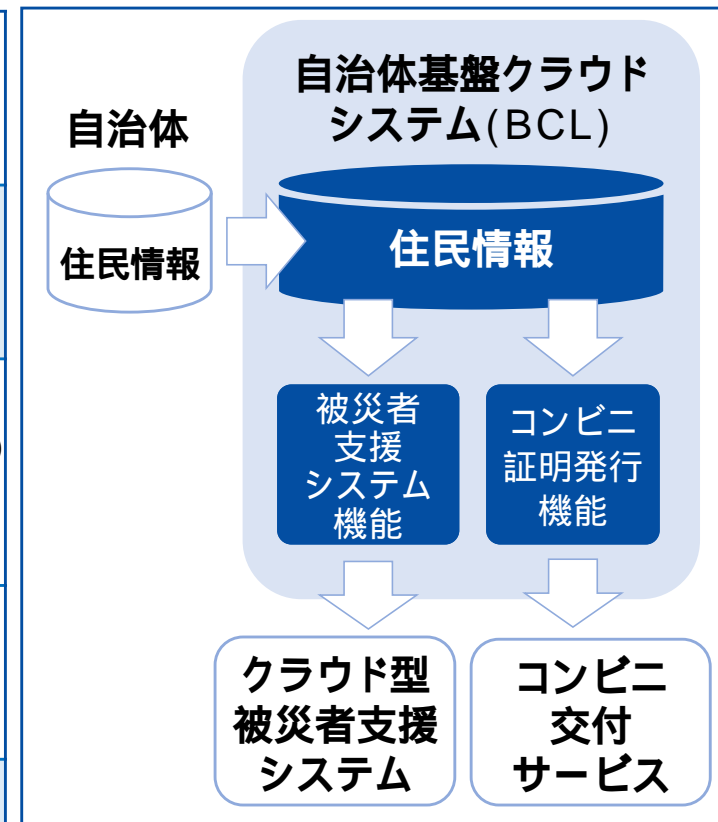 自治体基盤クラウド
システム(BCL)
自治体
住民情報
住民情報
被災者
支援
システム
機能
コンビニ
証明発行
機能
クラウド型
被災者支援
システム
コンビニ
交付
サービス
)